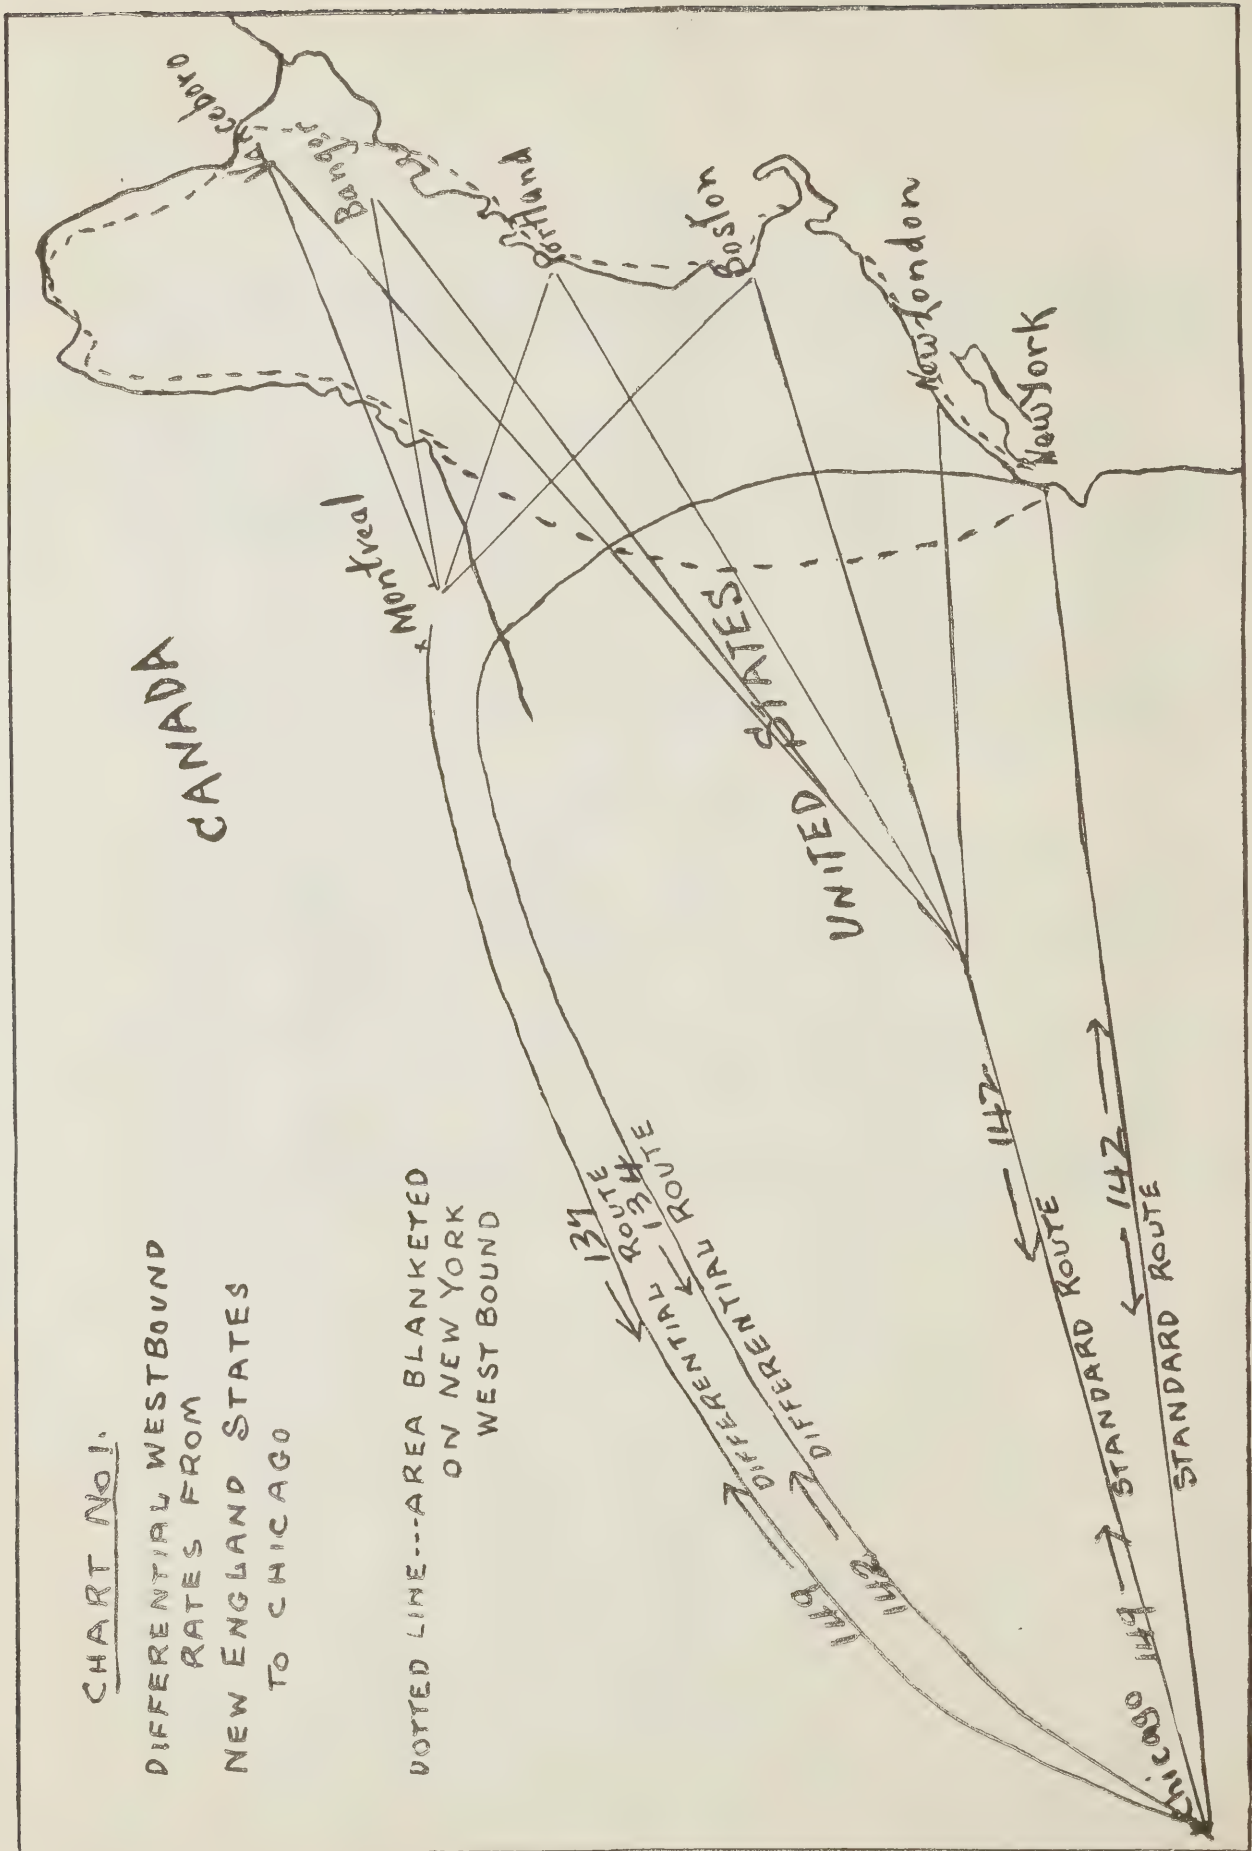 CHART No 1.
DIFFERENTIAL WESTBOUND
RATES FROM
NEW ENGLAND STATES
TO CHICAGO
DOTTED LINE---AREA BLANKETED
ON NEW YORK
WESTBOUND
CANADA
Montreal
Vanceboro
Bangor
Portland
Boston
New London
New York
UNITED STATES
134
DIFFERENTIAL ROUTE
134
DIFFERENTIAL ROUTE
149
142
142
STANDARD ROUTE
149
142
STANDARD ROUTE
Chicago